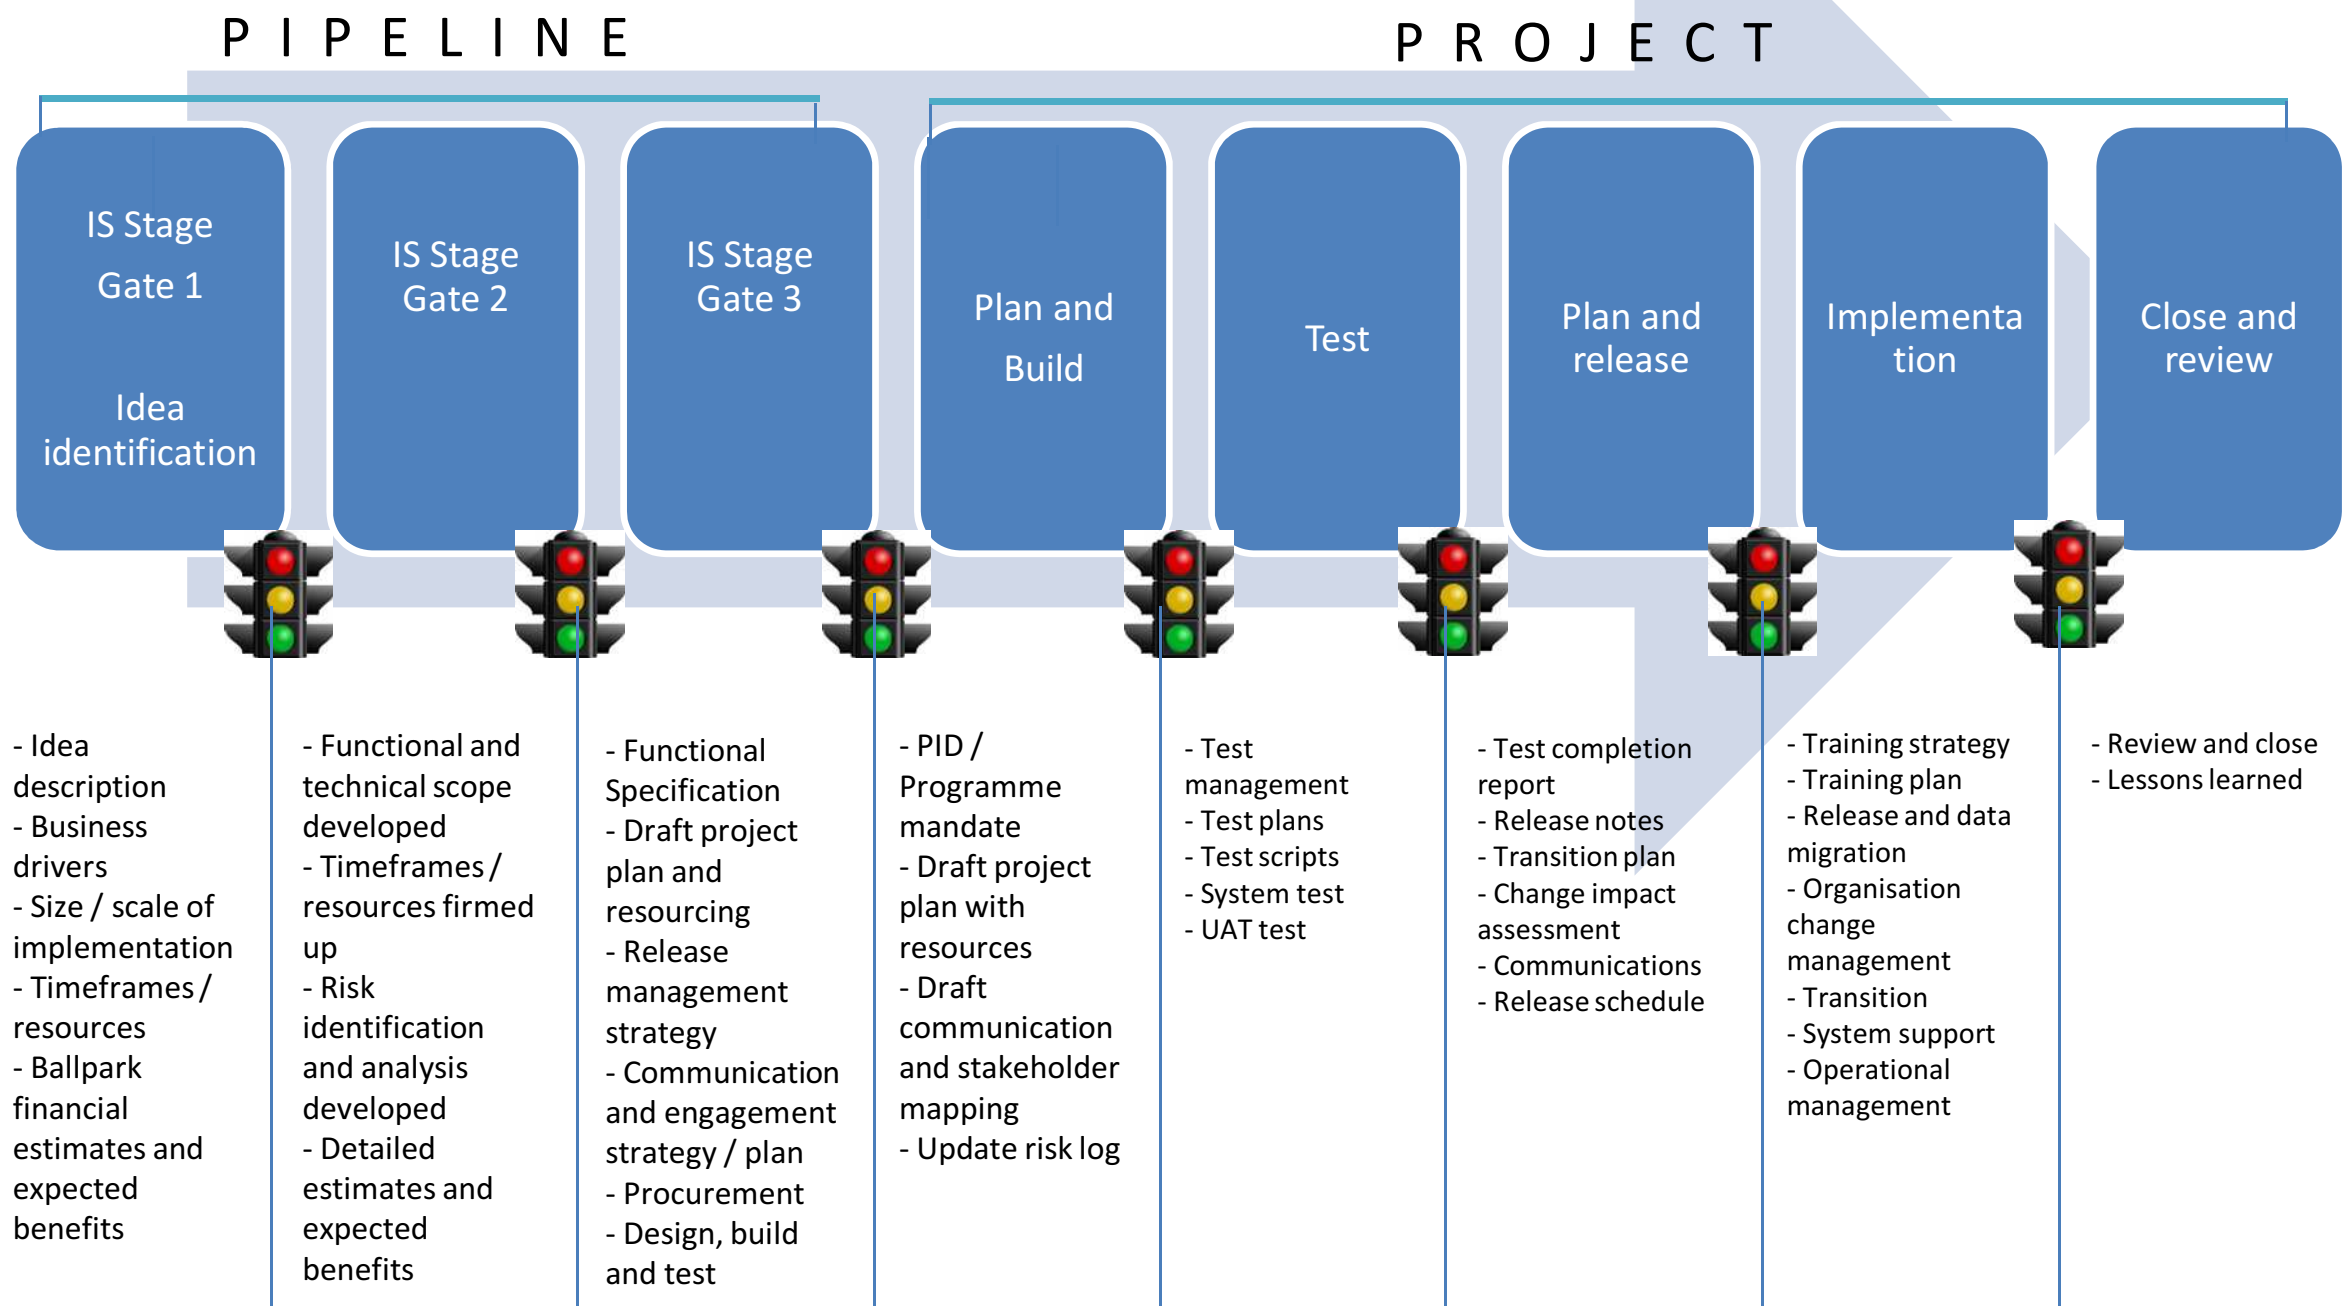 PIPELINE
PROJECT
IS Stage
Gate 1
Idea
identification
IS Stage
Gate 2
IS Stage
Gate 3
Plan and
Build
Test
Plan and
release
Implementa
tion
Close and
review
- Idea
description
- Business
drivers
- Size / scale of
implementation
- Timeframes /
resources
- Ballpark
financial
estimates and
expected
benefits
- Functional and
technical scope
developed
- Timeframes /
resources firmed
up
- Risk
identification
and analysis
developed
- Detailed
estimates and
expected
benefits
- Functional
Specification
- Draft project
plan and
resourcing
- Release
management
strategy
- Communication
and engagement
strategy / plan
- Procurement
- Design, build
and test
- PID /
Programme
mandate
- Draft project
plan with
resources
- Draft
communication
and stakeholder
mapping
- Update risk log
- Test
management
- Test plans
- Test scripts
- System test
- UAT test
- Test completion
report
- Release notes
- Transition plan
- Change impact
assessment
- Communications
- Release schedule
- Training strategy
- Training plan
- Release and data
migration
- Organisation
change
management
- Transition
- System support
- Operational
management
- Review and close
- Lessons learned